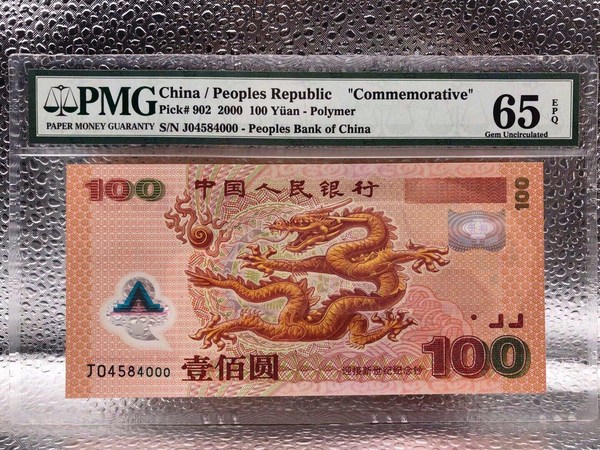 PMG
PAPER MONEY GUARANTY
China / Peoples Republic "Commemorative"
Pick# 902 2000 100 Yüan - Polymer
S/N J04584000 - Peoples Bank of China
65 EPQ
Gem Uncirculated
100 中国人民银行 100
J04584000 壹佰圆
迎接新世纪纪念钞 100